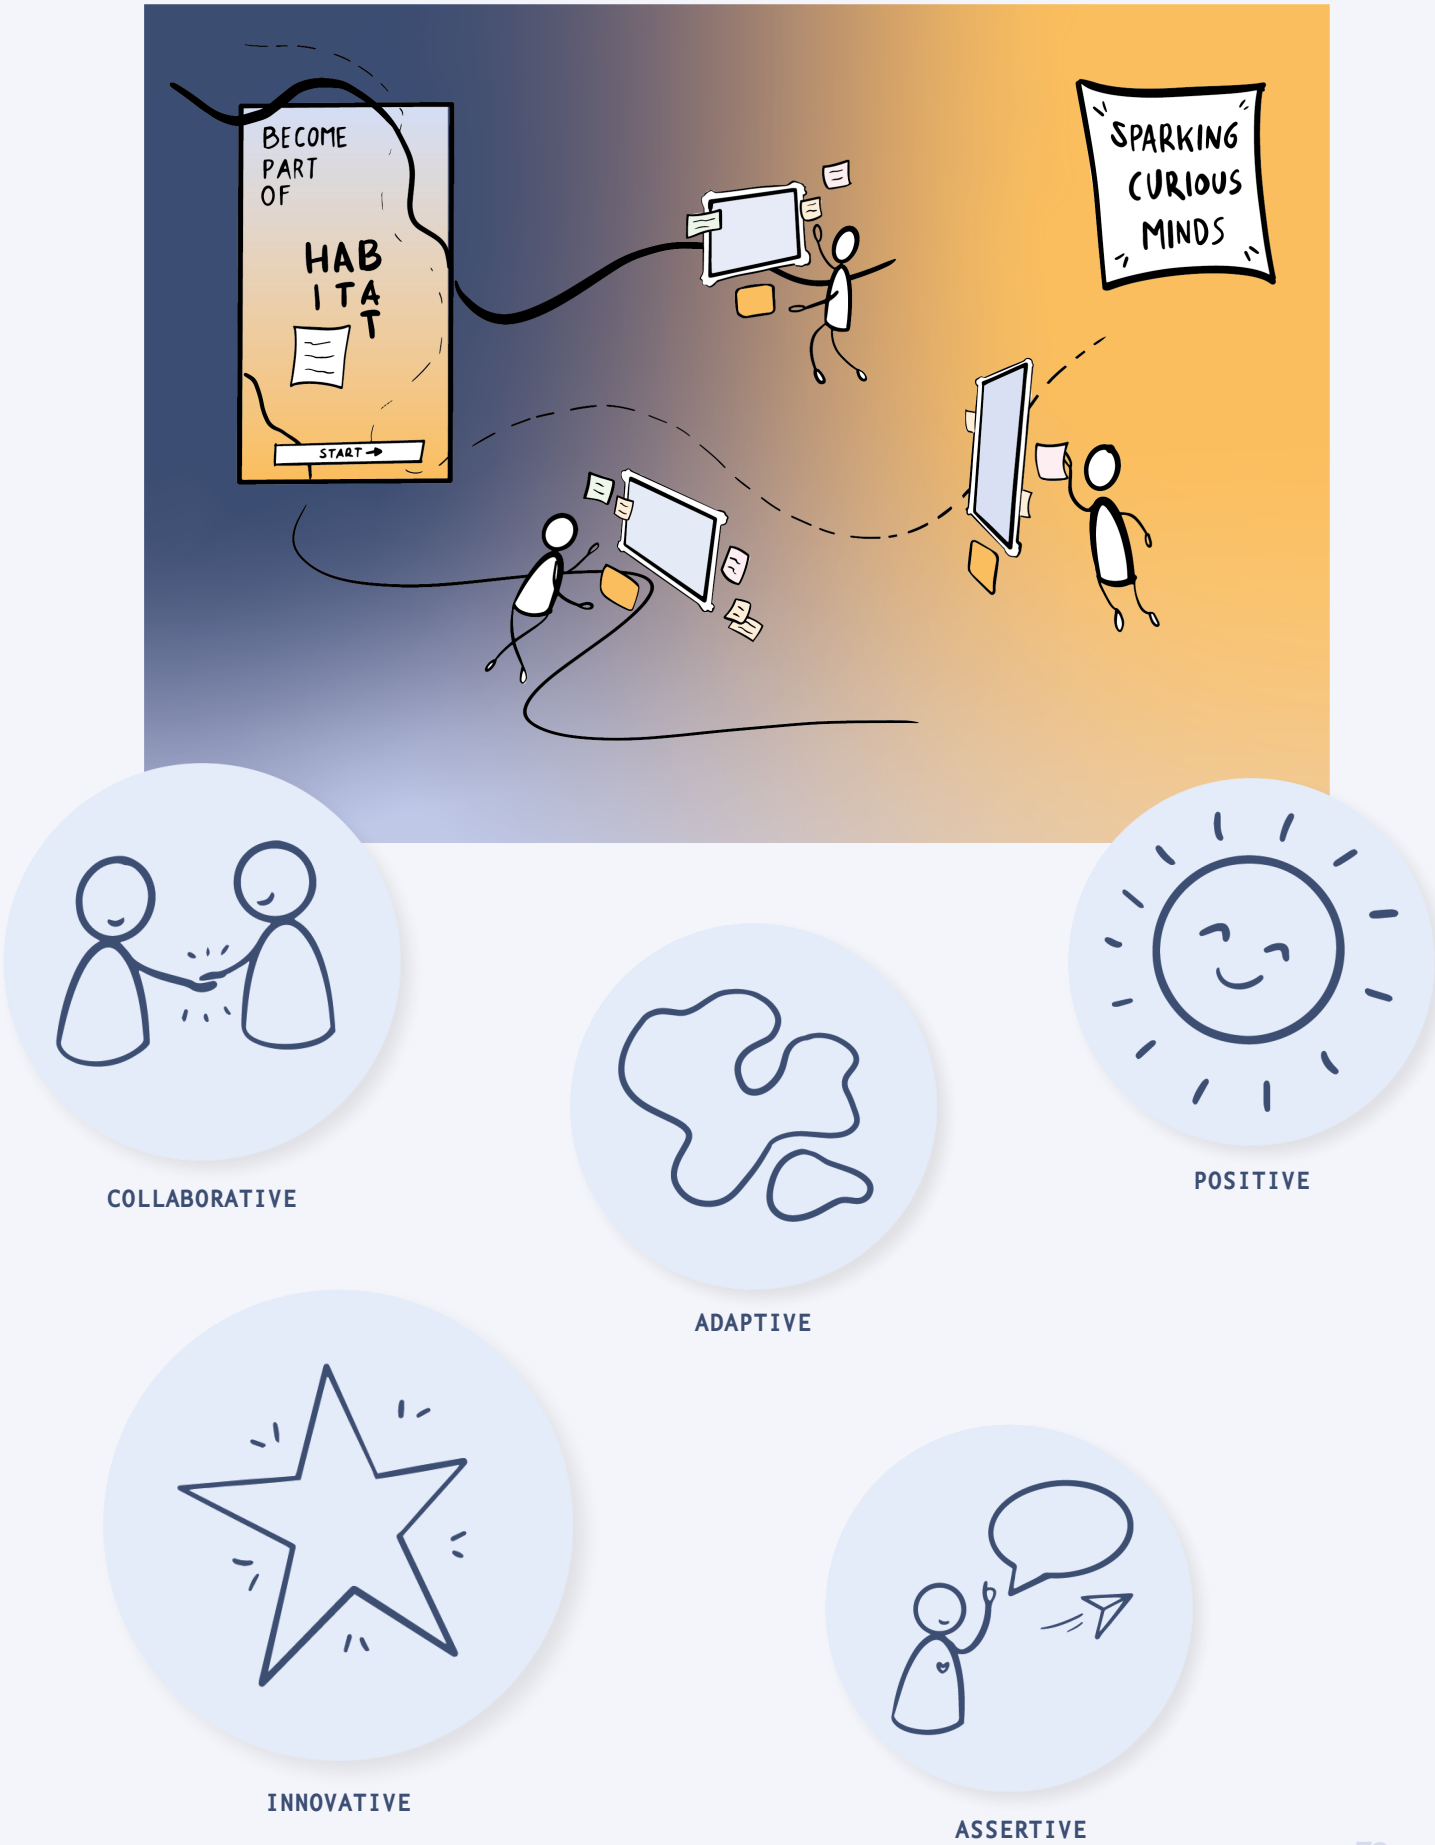 BECOME
PART
OF
HAB
ITA
T
START →
SPARKING
CURIOUS
MINDS
COLLABORATIVE
POSITIVE
ADAPTIVE
INNOVATIVE
ASSERTIVE